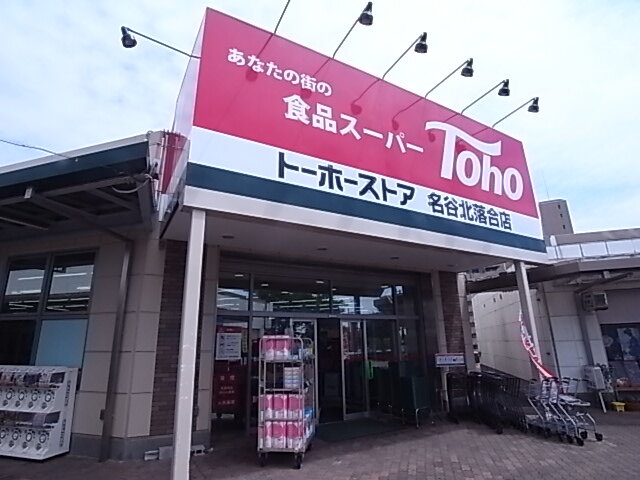 あなたの街の
食品スーパー
Toho
トーホーストア 名谷北落合店